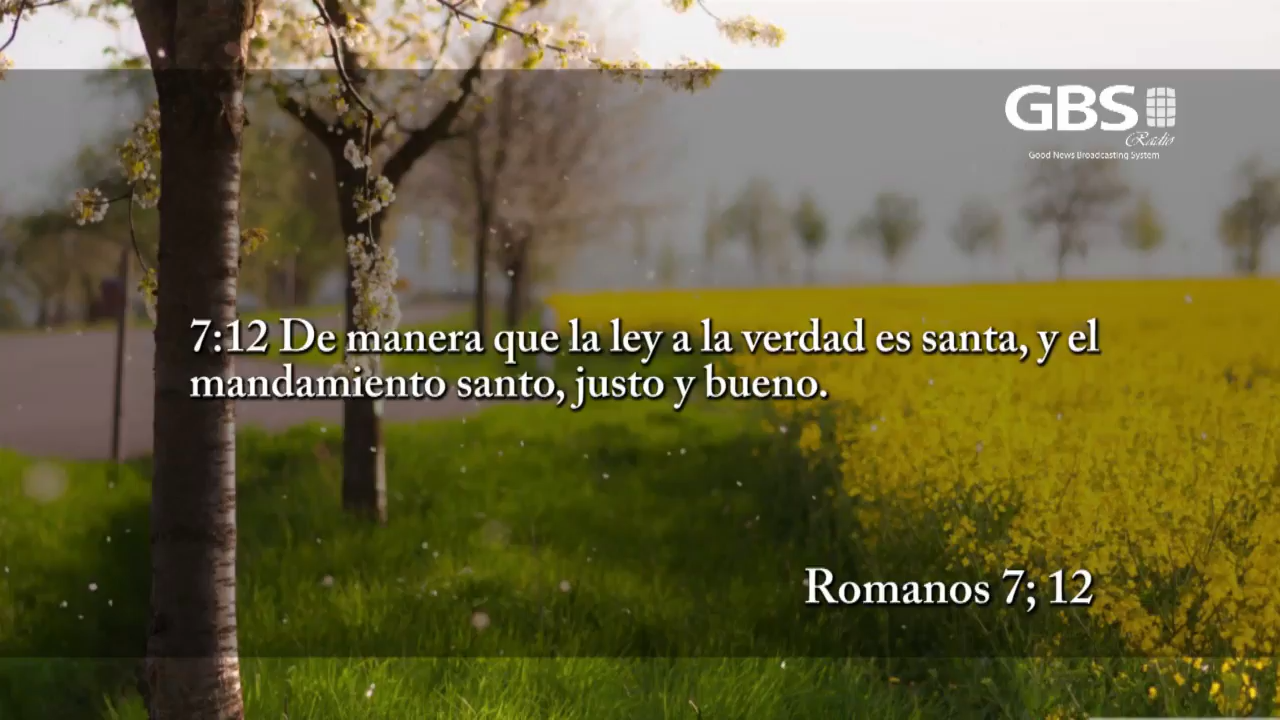 GBS
Radio
Good News Broadcasting System
7:12 De manera que la ley a la verdad es santa, y el
mandamiento santo, justo y bueno.
Romanos 7; 12